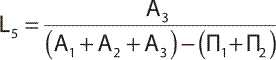 L₅ = A₃ / ((A₁ + A₂ + A₃) – (П₁ + П₂))